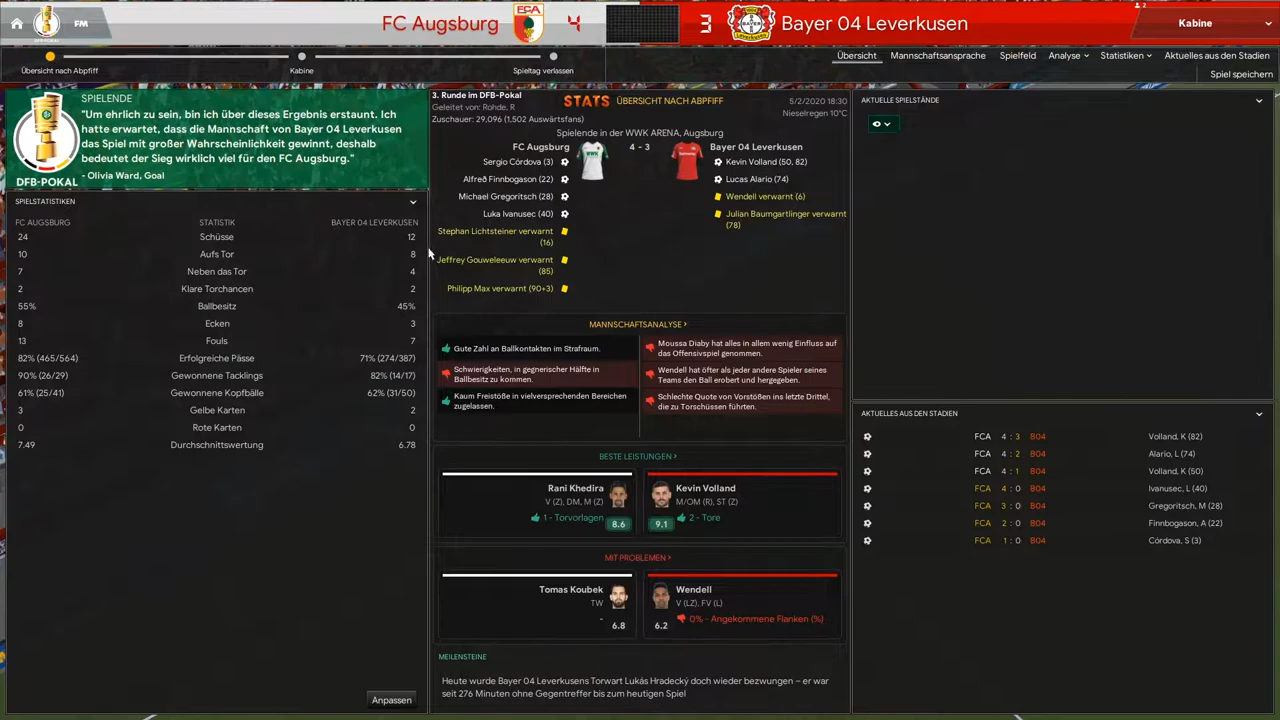 FM
FC Augsburg
FCA
4
3
Bayer 04 Leverkusen
2
Kabine
Übersicht nach Abpfiff
Kabine
Spieltag verlassen
Übersicht
Mannschaftsansprache
Spielfeld
Analyse
Statistiken
Aktuelles aus den Stadien
Spiel speichern
DFB-POKAL
SPIELENDE
"Um ehrlich zu sein, bin ich über dieses Ergebnis erstaunt. Ich
hatte erwartet, dass die Mannschaft von Bayer 04 Leverkusen
das Spiel mit großer Wahrscheinlichkeit gewinnt, deshalb
bedeutet der Sieg wirklich viel für den FC Augsburg."
- Olivia Ward, Goal
SPIELSTATISTIKEN
FC AUGSBURG STATISTIK BAYER 04 LEVERKUSEN
24 Schüsse 12
10 Aufs Tor 8
7 Neben das Tor 4
2 Klare Torchancen 2
55% Ballbesitz 45%
8 Ecken 3
13 Fouls 7
82% (465/564) Erfolgreiche Pässe 71% (274/387)
90% (26/29) Gewonnene Tacklings 82% (14/17)
61% (25/41) Gewonnene Kopfbälle 62% (31/50)
3 Gelbe Karten 2
0 Rote Karten 0
7.49 Durchschnittswertung 6.78
Anpassen
3. Runde im DFB-Pokal
Geleitet von: Rohde, R
Zuschauer: 29,096 (1,502 Auswärtsfans)
STATS ÜBERSICHT NACH ABPFIFF
5/2/2020 18:30
Nieselregen 10°C
Spielende in der WWK ARENA, Augsburg
FC Augsburg 4 - 3 Bayer 04 Leverkusen
WWK
Sergio Córdova (3)
Alfreð Finnbogason (22)
Michael Gregoritsch (28)
Luka Ivanusec (40)
Stephan Lichtsteiner verwarnt
(16)
Jeffrey Gouweleeuw verwarnt
(85)
Philipp Max verwarnt (90+3)
Kevin Volland (50, 82)
Lucas Alario (74)
Wendell verwarnt (6)
Julian Baumgartlinger verwarnt
(78)
MANNSCHAFTSANALYSE >
Gute Zahl an Ballkontakten im Strafraum.
Schwierigkeiten, in gegnerischer Hälfte in
Ballbesitz zu kommen.
Kaum Freistöße in vielversprechenden Bereichen
zugelassen.
Moussa Diaby hat alles in allem wenig Einfluss auf
das Offensivspiel genommen.
Wendell hat öfter als jeder andere Spieler seines
Teams den Ball erobert und hergegeben.
Schlechte Quote von Vorstößen ins letzte Drittel,
die zu Torschüssen führten.
BESTE LEISTUNGEN >
Rani Khedira
V (Z), DM, M (Z)
1 - Torvorlagen 8.6
Kevin Volland
M/OM (R), ST (Z)
9.1 2 - Tore
MIT PROBLEMEN >
Tomas Koubek
TW
-
6.8
Wendell
V (LZ), FV (L)
0% - Angekommene Flanken (%)
6.2
MEILENSTEINE
Heute wurde Bayer 04 Leverkusens Torwart Lukás Hradecký doch wieder bezwungen – er war
seit 276 Minuten ohne Gegentreffer bis zum heutigen Spiel
AKTUELLE SPIELSTÄNDE
AKTUELLES AUS DEN STADIEN
FCA 4 : 3 B04 Volland, K (82)
FCA 4 : 2 B04 Alario, L (74)
FCA 4 : 1 B04 Volland, K (50)
FCA 4 : 0 B04 Ivanusec, L (40)
FCA 3 : 0 B04 Gregoritsch, M (28)
FCA 2 : 0 B04 Finnbogason, A (22)
FCA 1 : 0 B04 Córdova, S (3)